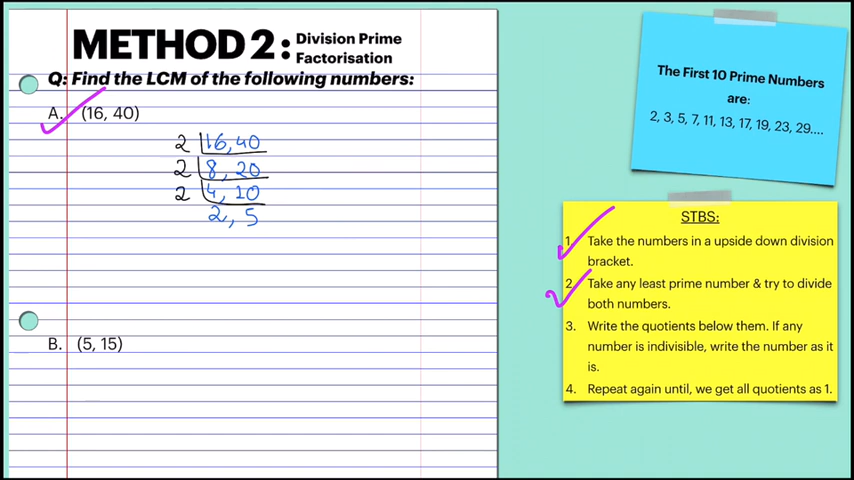 METHOD 2 : Division Prime
Factorisation
Q: Find the LCM of the following numbers:
A. (16, 40)
2 16, 40
2 8, 20
2 4, 10
2, 5
B. (5, 15)
The First 10 Prime Numbers
are:
2, 3, 5, 7, 11, 13, 17, 19, 23, 29....
STBS:
1. Take the numbers in a upside down division
bracket.
2. Take any least prime number & try to divide
both numbers.
3. Write the quotients below them. If any
number is indivisible, write the number as it
is.
4. Repeat again until, we get all quotients as 1.